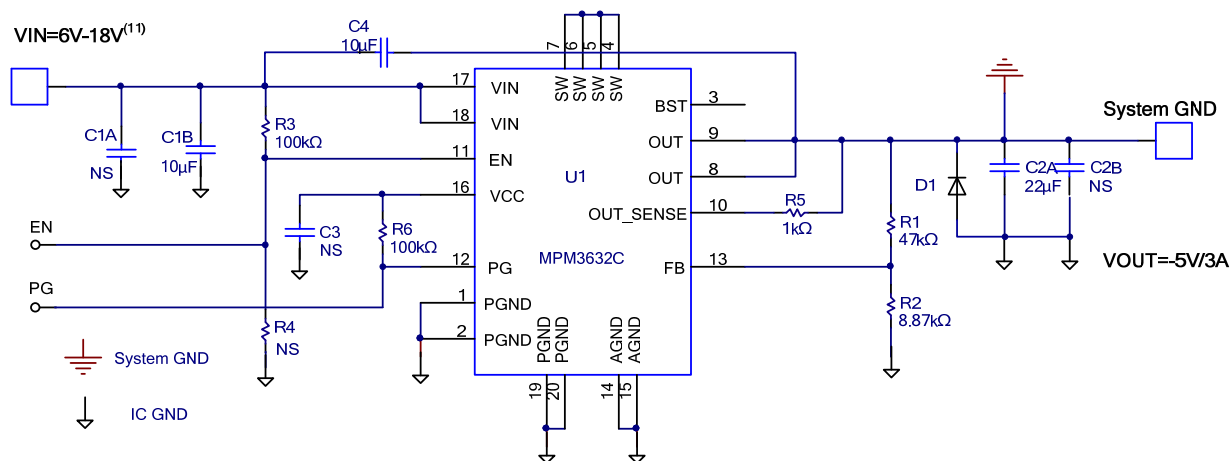 VIN=6V-18V(11)
C4
10µF
7
6
5
4
SW
SW
SW
SW
17
VIN
18
VIN
11
EN
16
VCC
12
PG
1
PGND
2
PGND
BST
3
OUT
9
OUT
8
OUT_SENSE
10
FB
13
U1
MPM3632C
PGND
PGND
AGND
AGND
19
20
14
15
C1A
NS
C1B
10µF
R3
100kΩ
C3
NS
R6
100kΩ
EN
PG
R4
NS
R5
1kΩ
R1
47kΩ
R2
8.87kΩ
D1
C2A
22µF
C2B
NS
System GND
VOUT=-5V/3A
System GND
IC GND